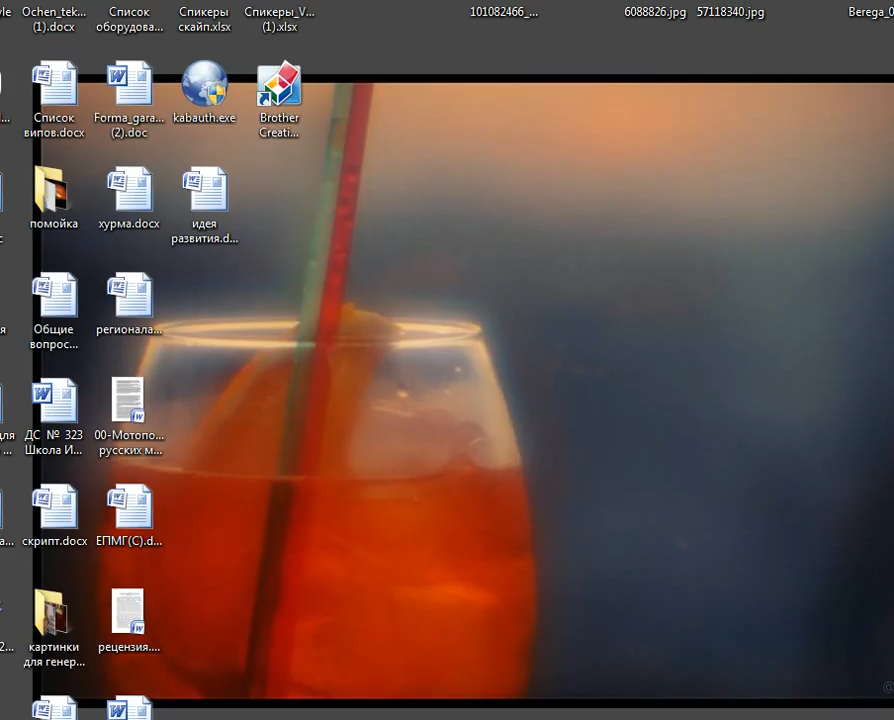 Ochen_tek...
(1).docx
Список
оборудова...
Спикеры
скайп.xlsx
Спикеры_V...
(1).xlsx
101082466_...
6088826.jpg
57118340.jpg
Berega_0
Список
випов.docx
Forma_gara...
(2).doc
kabauth.exe
Brother
Creati...
помойка
хурма.docx
идея
развития.d...
Общие
вопрос...
регионала...
ДС № 323
Школа И...
00-Мотопо...
русских м...
скрипт.docx
ЕПМГ(С).d...
картинки
для генер...
рецензия....